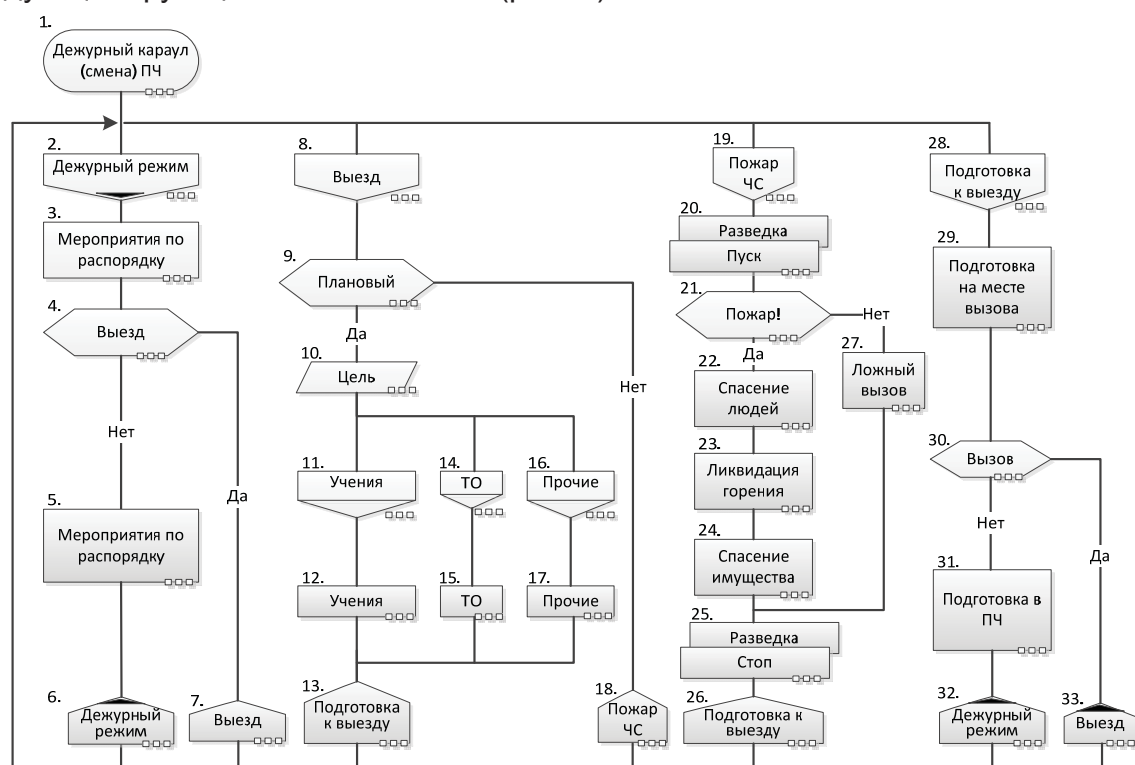 1.
Дежурный караул
(смена) ПЧ
2.
Дежурный режим
3.
Мероприятия по
распорядку
4.
Выезд
Нет
Да
5.
Мероприятия по
распорядку
6.
Дежурный
режим
7.
Выезд
8.
Выезд
9.
Плановый
Да
Нет
10.
Цель
11.
Учения
12.
Учения
13.
Подготовка
к выезду
14.
ТО
15.
ТО
16.
Прочие
17.
Прочие
18.
Пожар
ЧС
19.
Пожар
ЧС
20.
Разведка
Пуск
21.
Пожар!
Да
Нет
22.
Спасение
людей
23.
Ликвидация
горения
24.
Спасение
имущества
25.
Разведка
Стоп
26.
Подготовка к
выезду
27.
Ложный
вызов
28.
Подготовка
к выезду
29.
Подготовка
на месте
вызова
30.
Вызов
Нет
Да
31.
Подготовка в
ПЧ
32.
Дежурный
режим
33.
Выезд